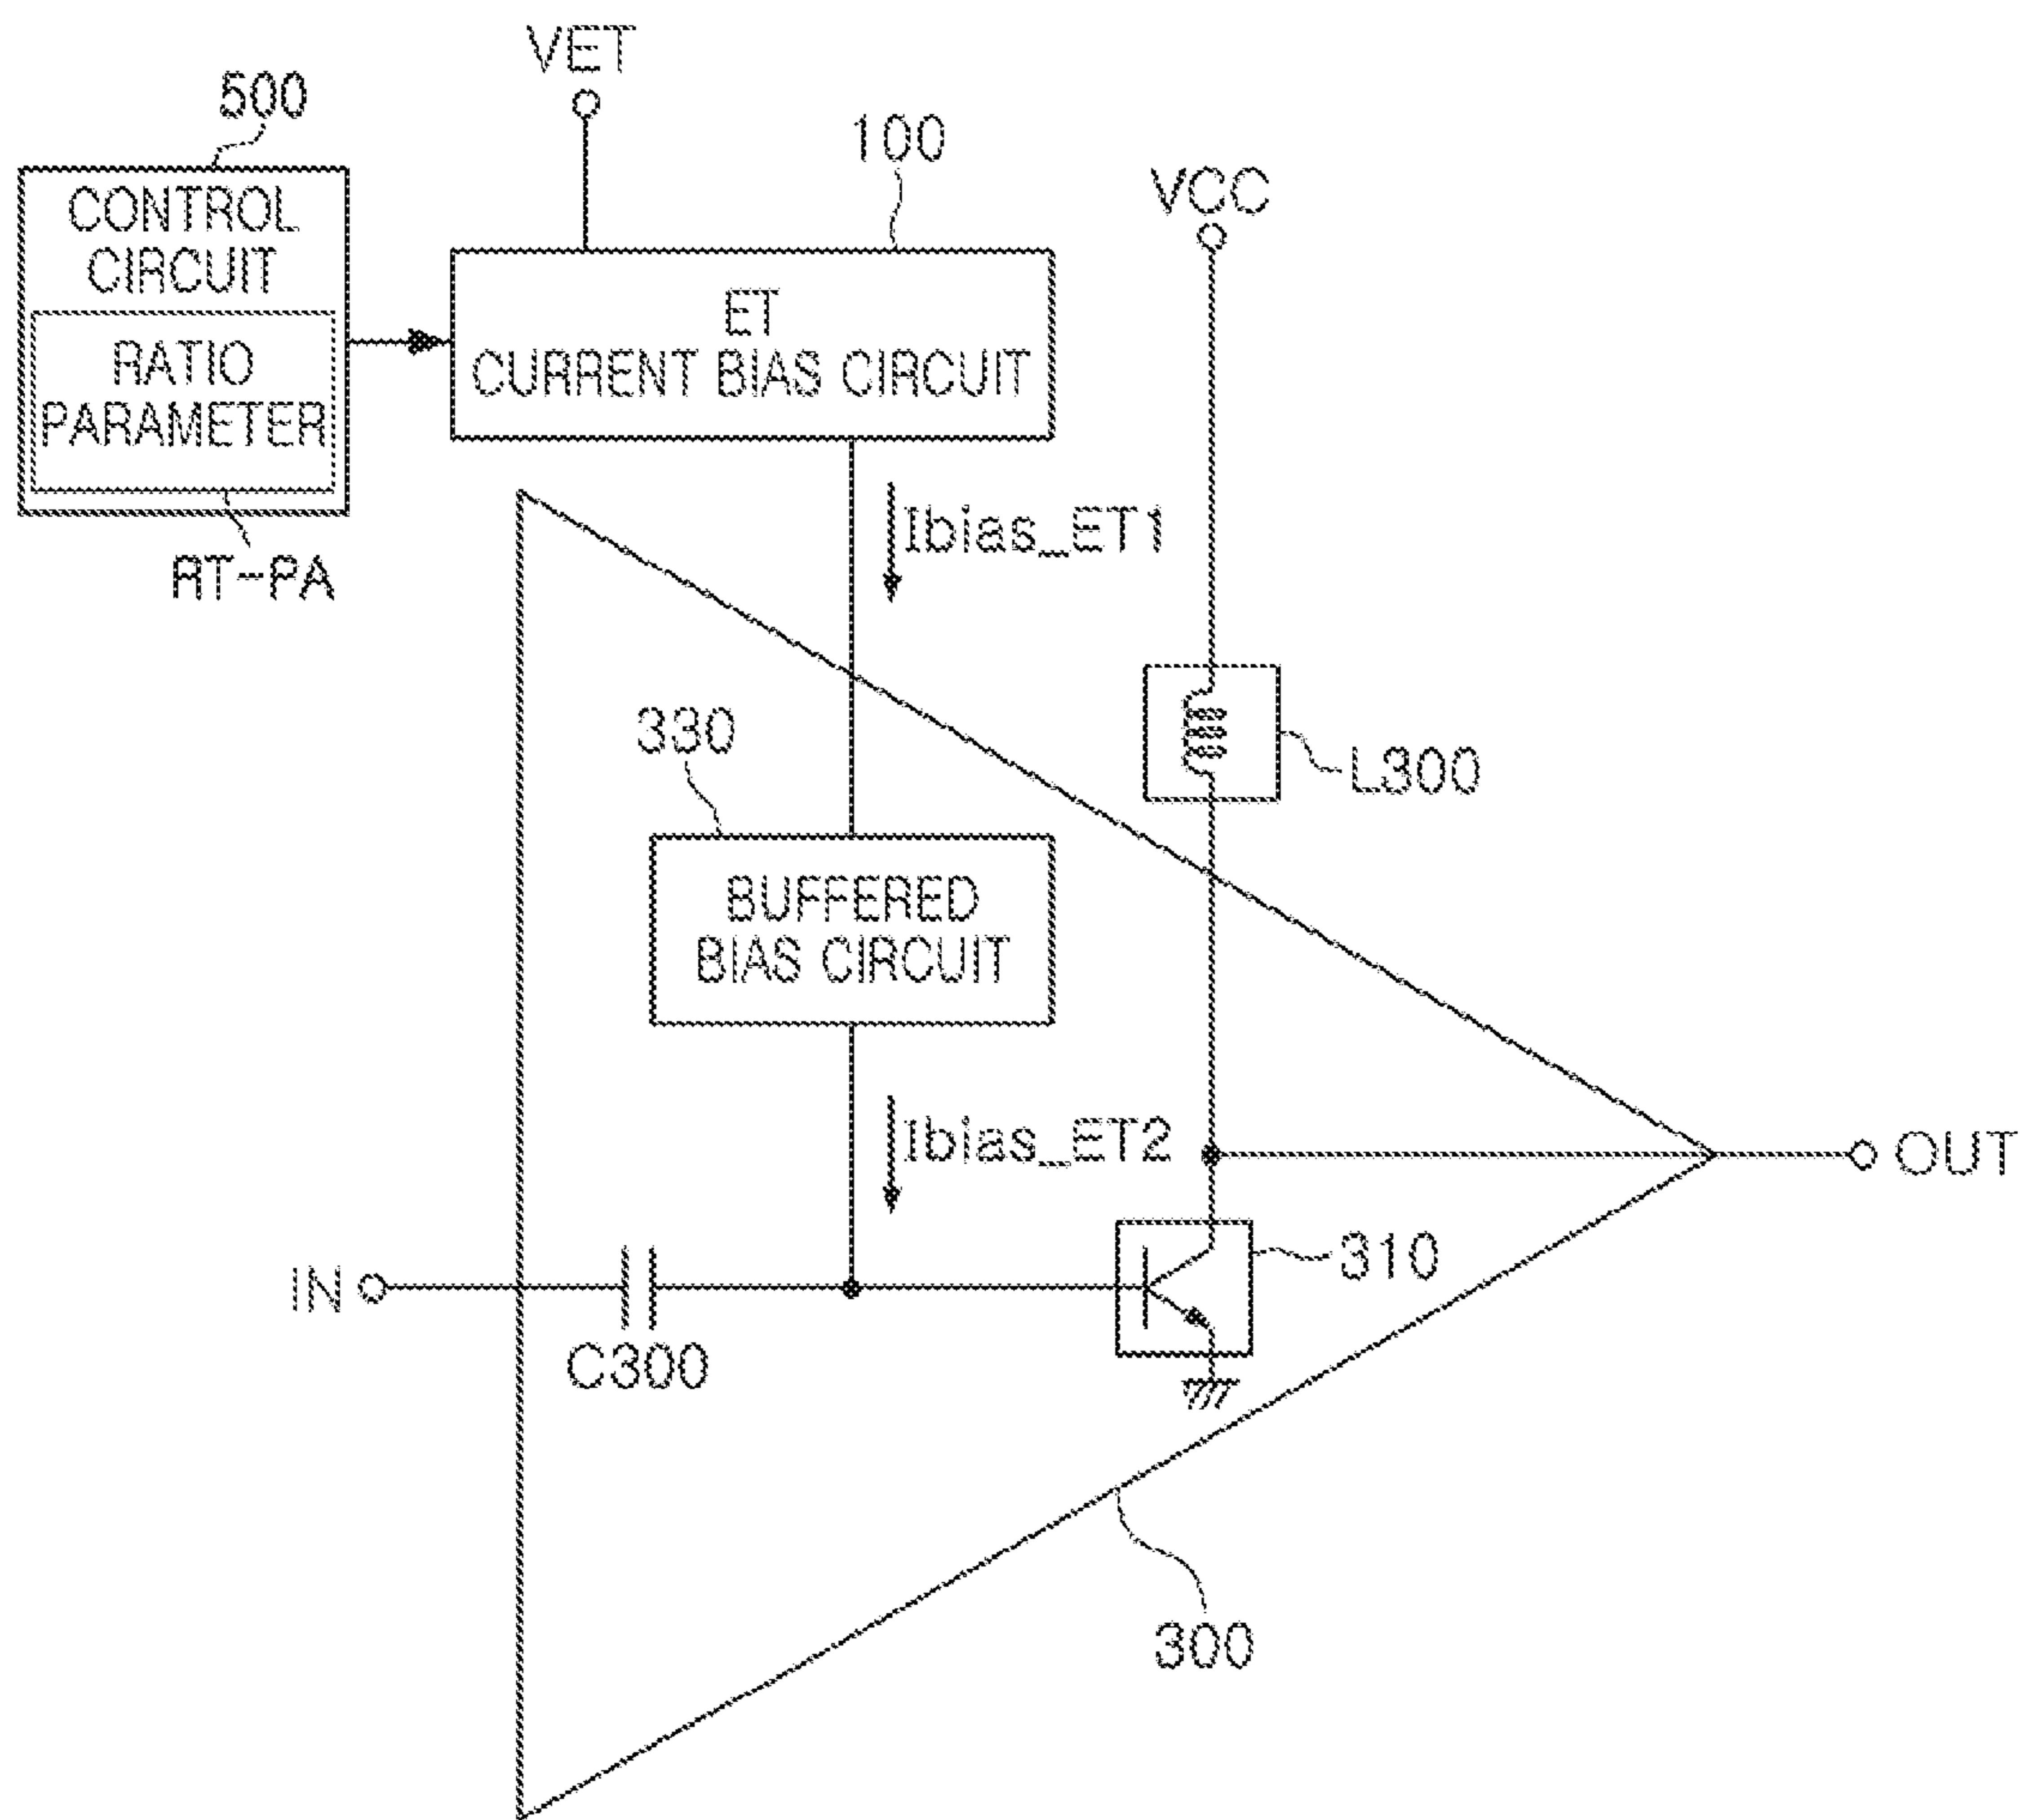 VET
500
100
VCC
CONTROL
CIRCUIT
RATIO
PARAMETER
RT-PA
ET
CURRENT BIAS CIRCUIT
Ibias_ET1
330
L300
BUFFERED
BIAS CIRCUIT
Ibias_ET2
OUT
IN
C300
310
300